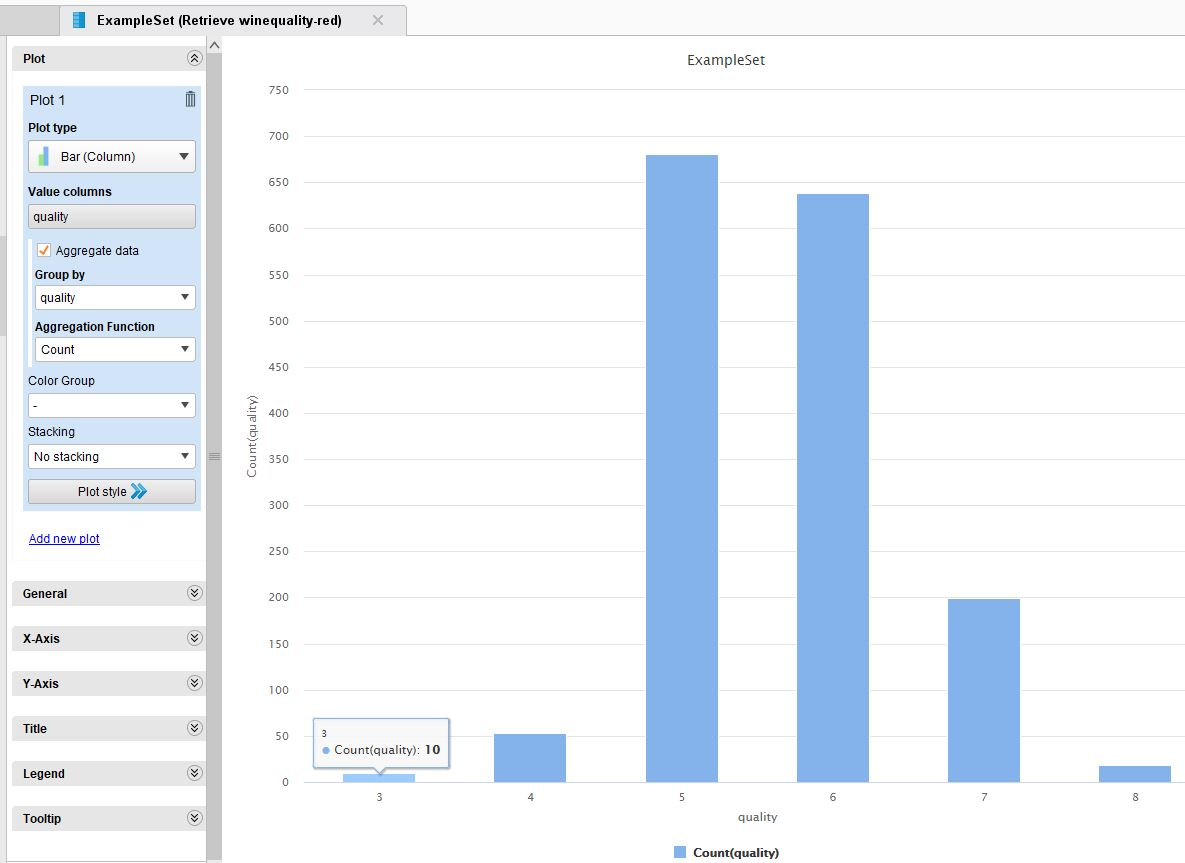 ExampleSet (Retrieve winequality-red)
Plot
Plot 1
Plot type
Bar (Column)
Value columns
quality
Aggregate data
Group by
quality
Aggregation Function
Count
Color Group
-
Stacking
No stacking
Plot style
Add new plot
General
X-Axis
Y-Axis
Title
Legend
Tooltip
ExampleSet
750
700
650
600
550
500
450
400
350
300
250
200
150
100
50
0
Count(quality)
3
Count(quality): 10
3 4 5 6 7 8
quality
Count(quality)